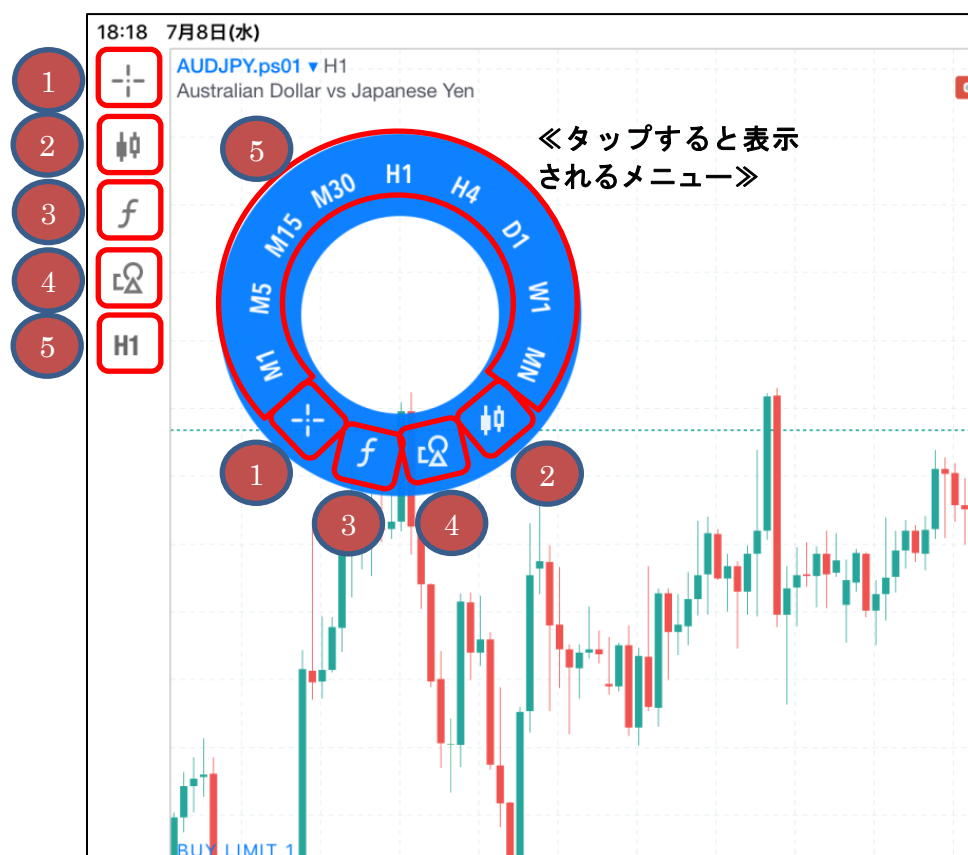 18:18 7月8日(水)
1
2
3
4
5
f
H1
AUDJPY.ps01 ▾ H1
Australian Dollar vs Japanese Yen
≪タップすると表示
されるメニュー≫
5
M1
M5
M15
M30
H1
H4
D1
W1
MN
f
1
3
4
2
BUY LIMIT 1